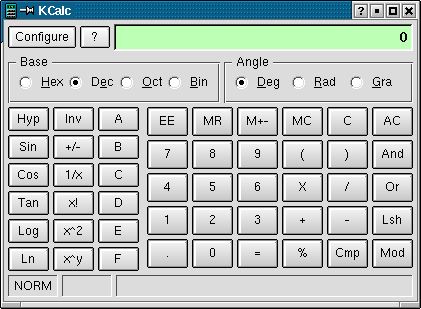 KCalc ?
Configure ? 0
Base Angle
Hex Dec Oct Bin Deg Rad Gra
Hyp Inv A EE MR M+- MC C AC
Sin +/- B 7 8 9 ( ) And
Cos 1/x C 4 5 6 X / Or
Tan x! D 1 2 3 + - Lsh
Log x^2 E . 0 = % Cmp Mod
Ln x^y F
NORM